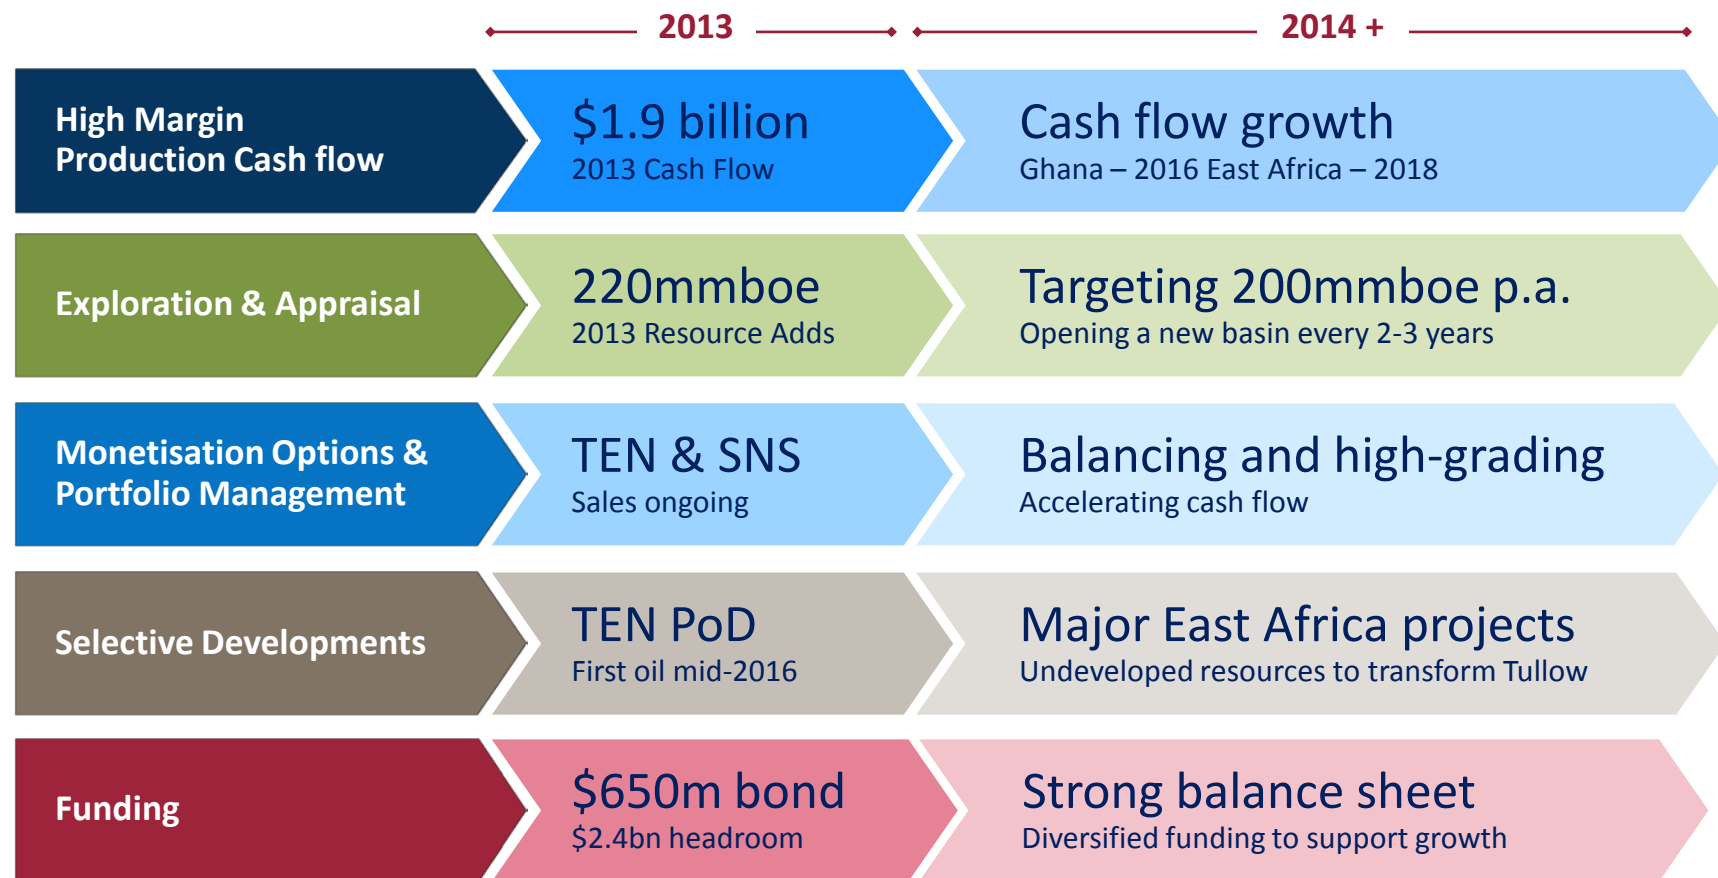 2013
2014 +
High Margin
Production Cash flow
$1.9 billion
2013 Cash Flow
Cash flow growth
Ghana – 2016 East Africa – 2018
Exploration & Appraisal
220mmboe
2013 Resource Adds
Targeting 200mmboe p.a.
Opening a new basin every 2-3 years
Monetisation Options &
Portfolio Management
TEN & SNS
Sales ongoing
Balancing and high-grading
Accelerating cash flow
Selective Developments
TEN PoD
First oil mid-2016
Major East Africa projects
Undeveloped resources to transform Tullow
Funding
$650m bond
$2.4bn headroom
Strong balance sheet
Diversified funding to support growth